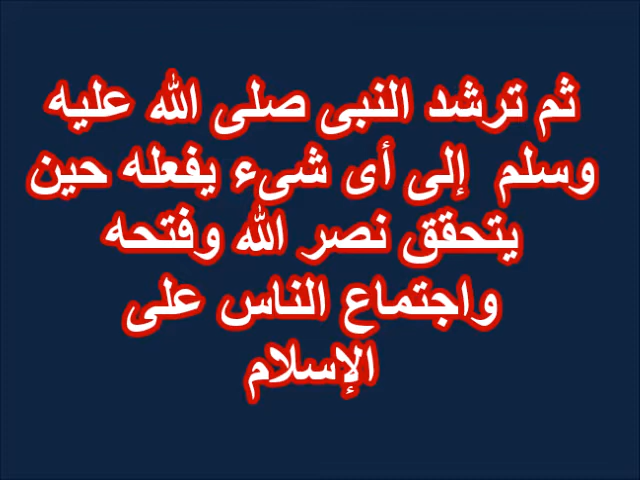 ثم ترشد النبى صلى الله عليه
وسلم إلى أى شىء يفعله حين
يتحقق نصر الله وفتحه
واجتماع الناس على
الإسلام